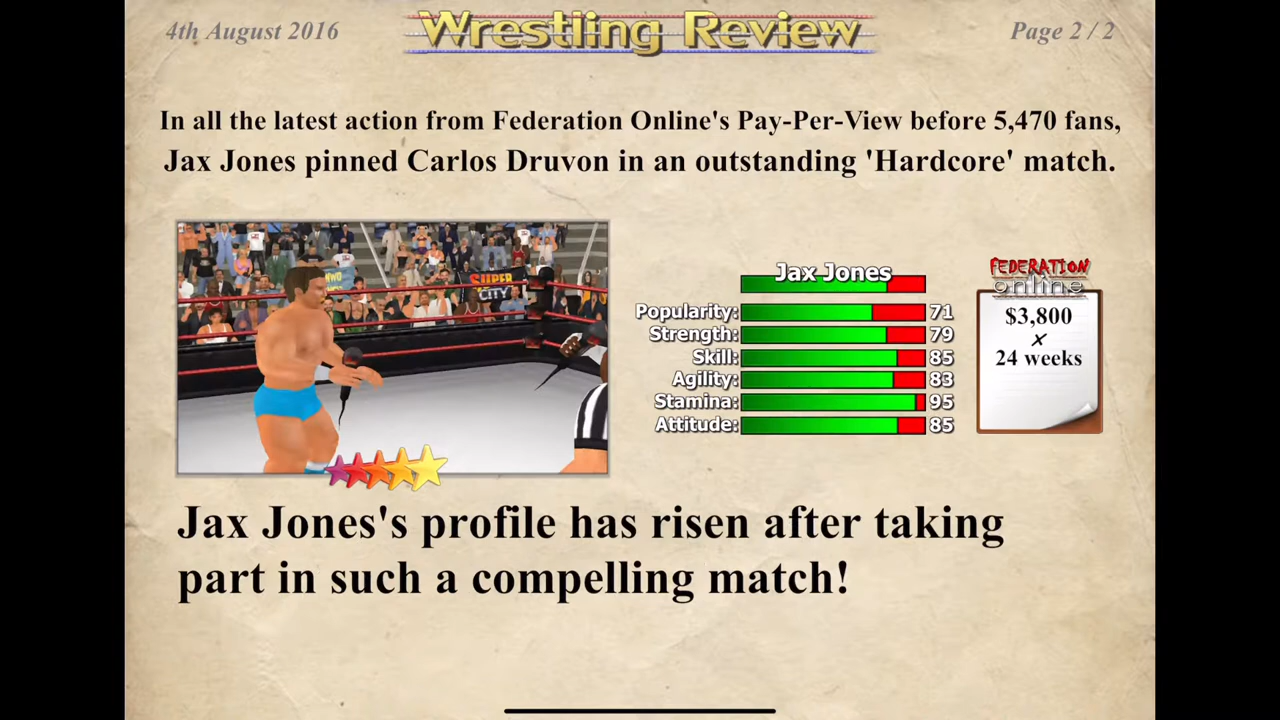 4th August 2016
Wrestling Review
Page 2 / 2
In all the latest action from Federation Online's Pay-Per-View before 5,470 fans,
Jax Jones pinned Carlos Druvon in an outstanding 'Hardcore' match.
NWO
SUPER
CITY
Jax Jones
Popularity: 71
Strength: 79
Skill: 85
Agility: 83
Stamina: 95
Attitude: 85
FEDERATION
online
$3,800
x
24 weeks
Jax Jones's profile has risen after taking
part in such a compelling match!